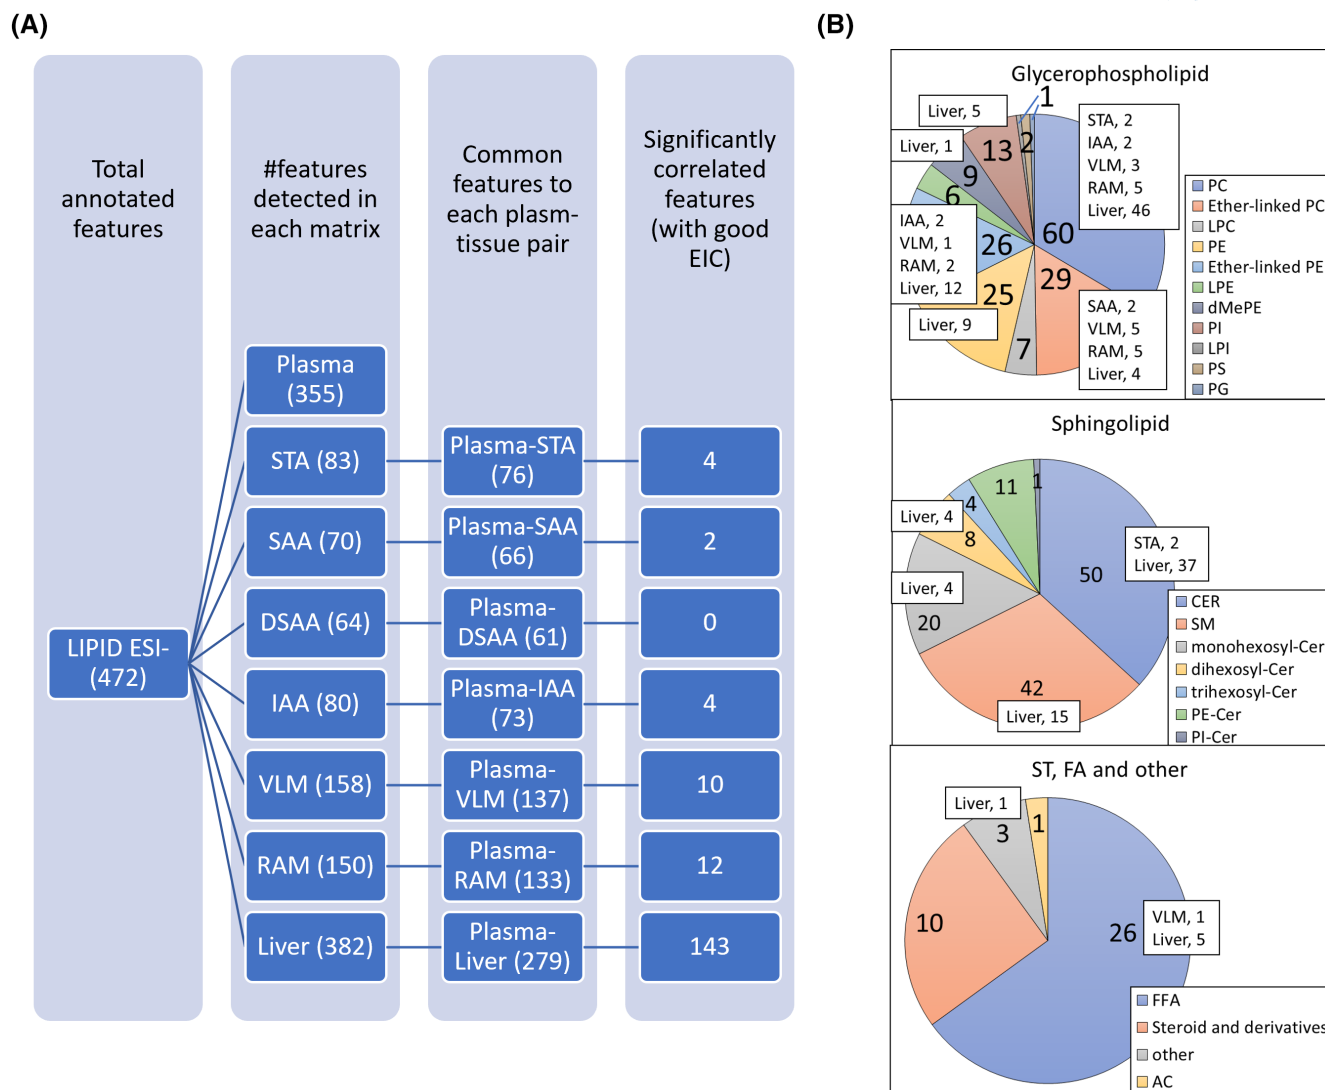 (A)
Total
annotated
features
#features
detected in
each matrix
Common
features to
each plasm-
tissue pair
Significantly
correlated
features
(with good
EIC)
LIPID ESI-
(472)
Plasma
(355)
STA (83)
Plasma-STA
(76)
4
SAA (70)
Plasma-SAA
(66)
2
DSAA (64)
Plasma-
DSAA (61)
0
IAA (80)
Plasma-IAA
(73)
4
VLM (158)
Plasma-
VLM (137)
10
RAM (150)
Plasma-
RAM (133)
12
Liver (382)
Plasma-
Liver (279)
143
(B)
Glycerophospholipid
1
2
Liver, 5
13
Liver, 1
9
6
IAA, 2
VLM, 1
RAM, 2
Liver, 12
26
25
Liver, 9
7
29
60
STA, 2
IAA, 2
VLM, 3
RAM, 5
Liver, 46
SAA, 2
VLM, 5
RAM, 5
Liver, 4
PC
Ether-linked PC
LPC
PE
Ether-linked PE
LPE
dMePE
PI
LPI
PS
PG
Sphingolipid
1
11
4
Liver, 4
8
Liver, 4
20
42
Liver, 15
50
STA, 2
Liver, 37
CER
SM
monohexosyl-Cer
dihexosyl-Cer
trihexosyl-Cer
PE-Cer
PI-Cer
ST, FA and other
Liver, 1
3
1
10
26
VLM, 1
Liver, 5
FFA
Steroid and derivatives
other
AC